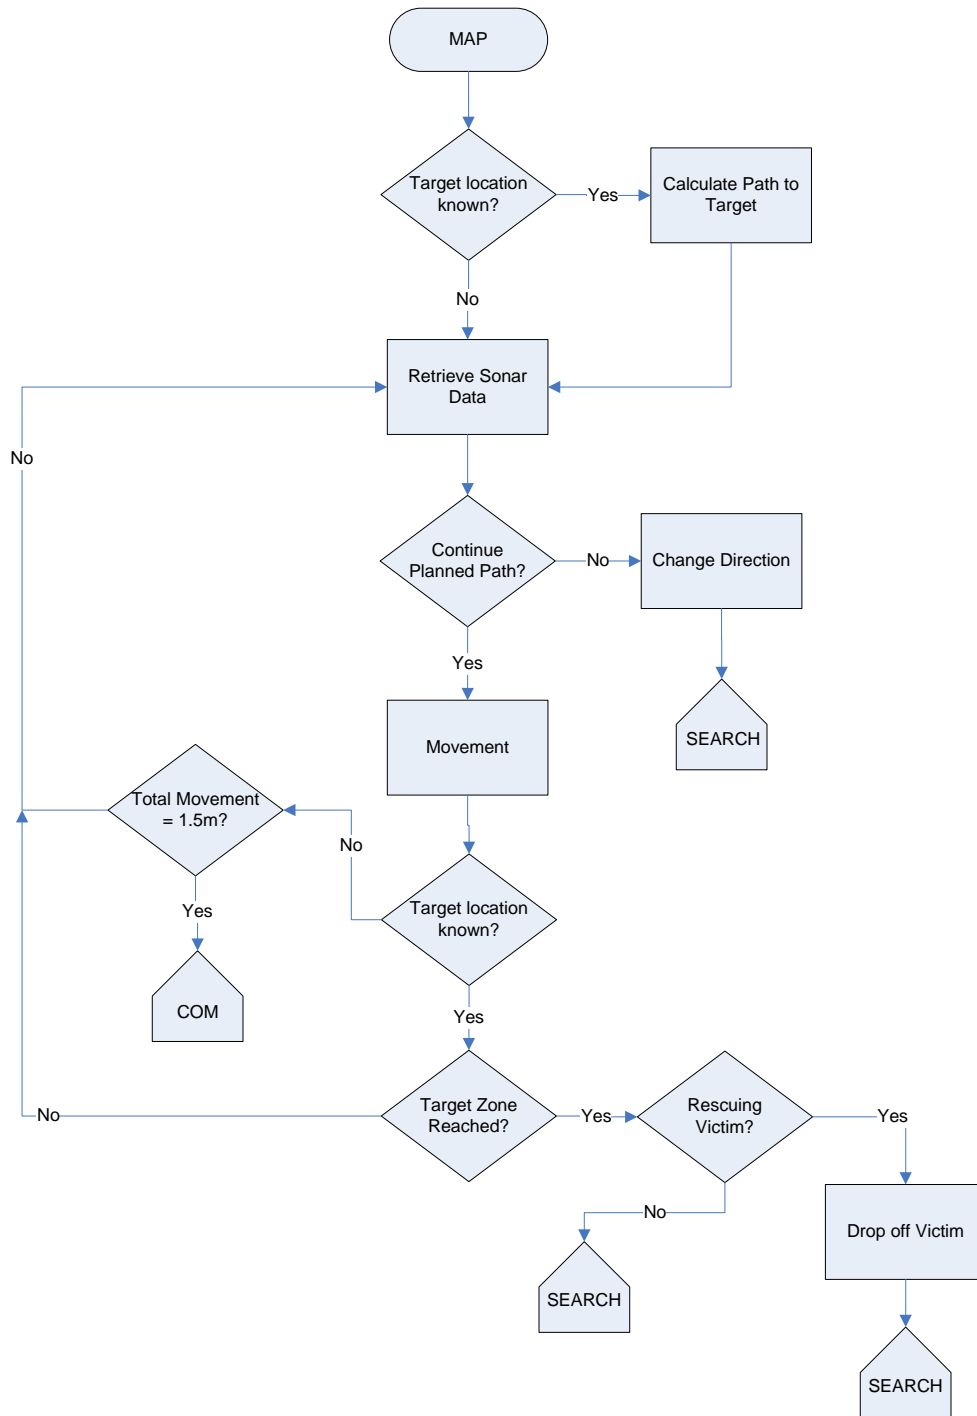 MAP
Target location
known?
Yes
Calculate Path to
Target
No
Retrieve Sonar
Data
No
Continue
Planned Path?
No
Change Direction
Yes
SEARCH
Movement
Total Movement
= 1.5m?
No
Yes
Target location
known?
COM
Yes
No
Target Zone
Reached?
Yes
Rescuing
Victim?
Yes
No
Drop off Victim
SEARCH
SEARCH